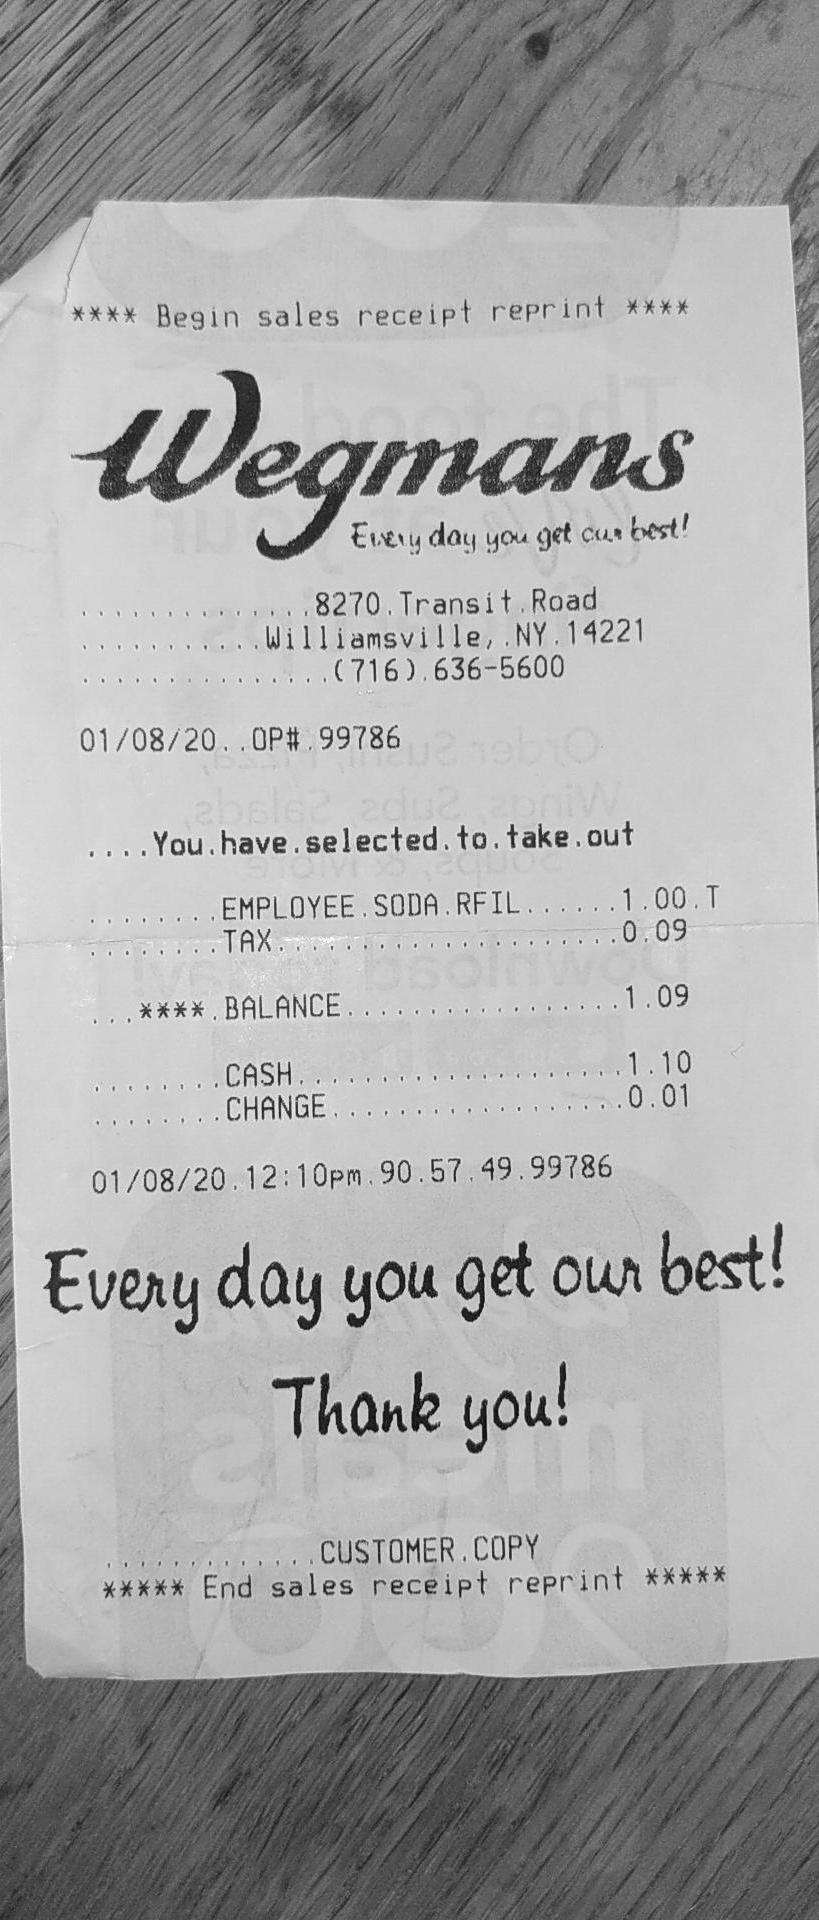 **** Begin sales receipt reprint ****
Wegmans
Every day you get our best!
..............8270.Transit.Road
...........Williamsville,.NY.14221
...............(716).636-5600
01/08/20..OP#.99786
....You.have.selected.to.take.out
........EMPLOYEE.SODA.RFIL......1.00.T
........TAX.....................0.09
...****.BALANCE.................1.09
........CASH....................1.10
........CHANGE..................0.01
01/08/20.12:10pm.90.57.49.99786
Every day you get our best!
Thank you!
.............CUSTOMER.COPY
***** End sales receipt reprint *****